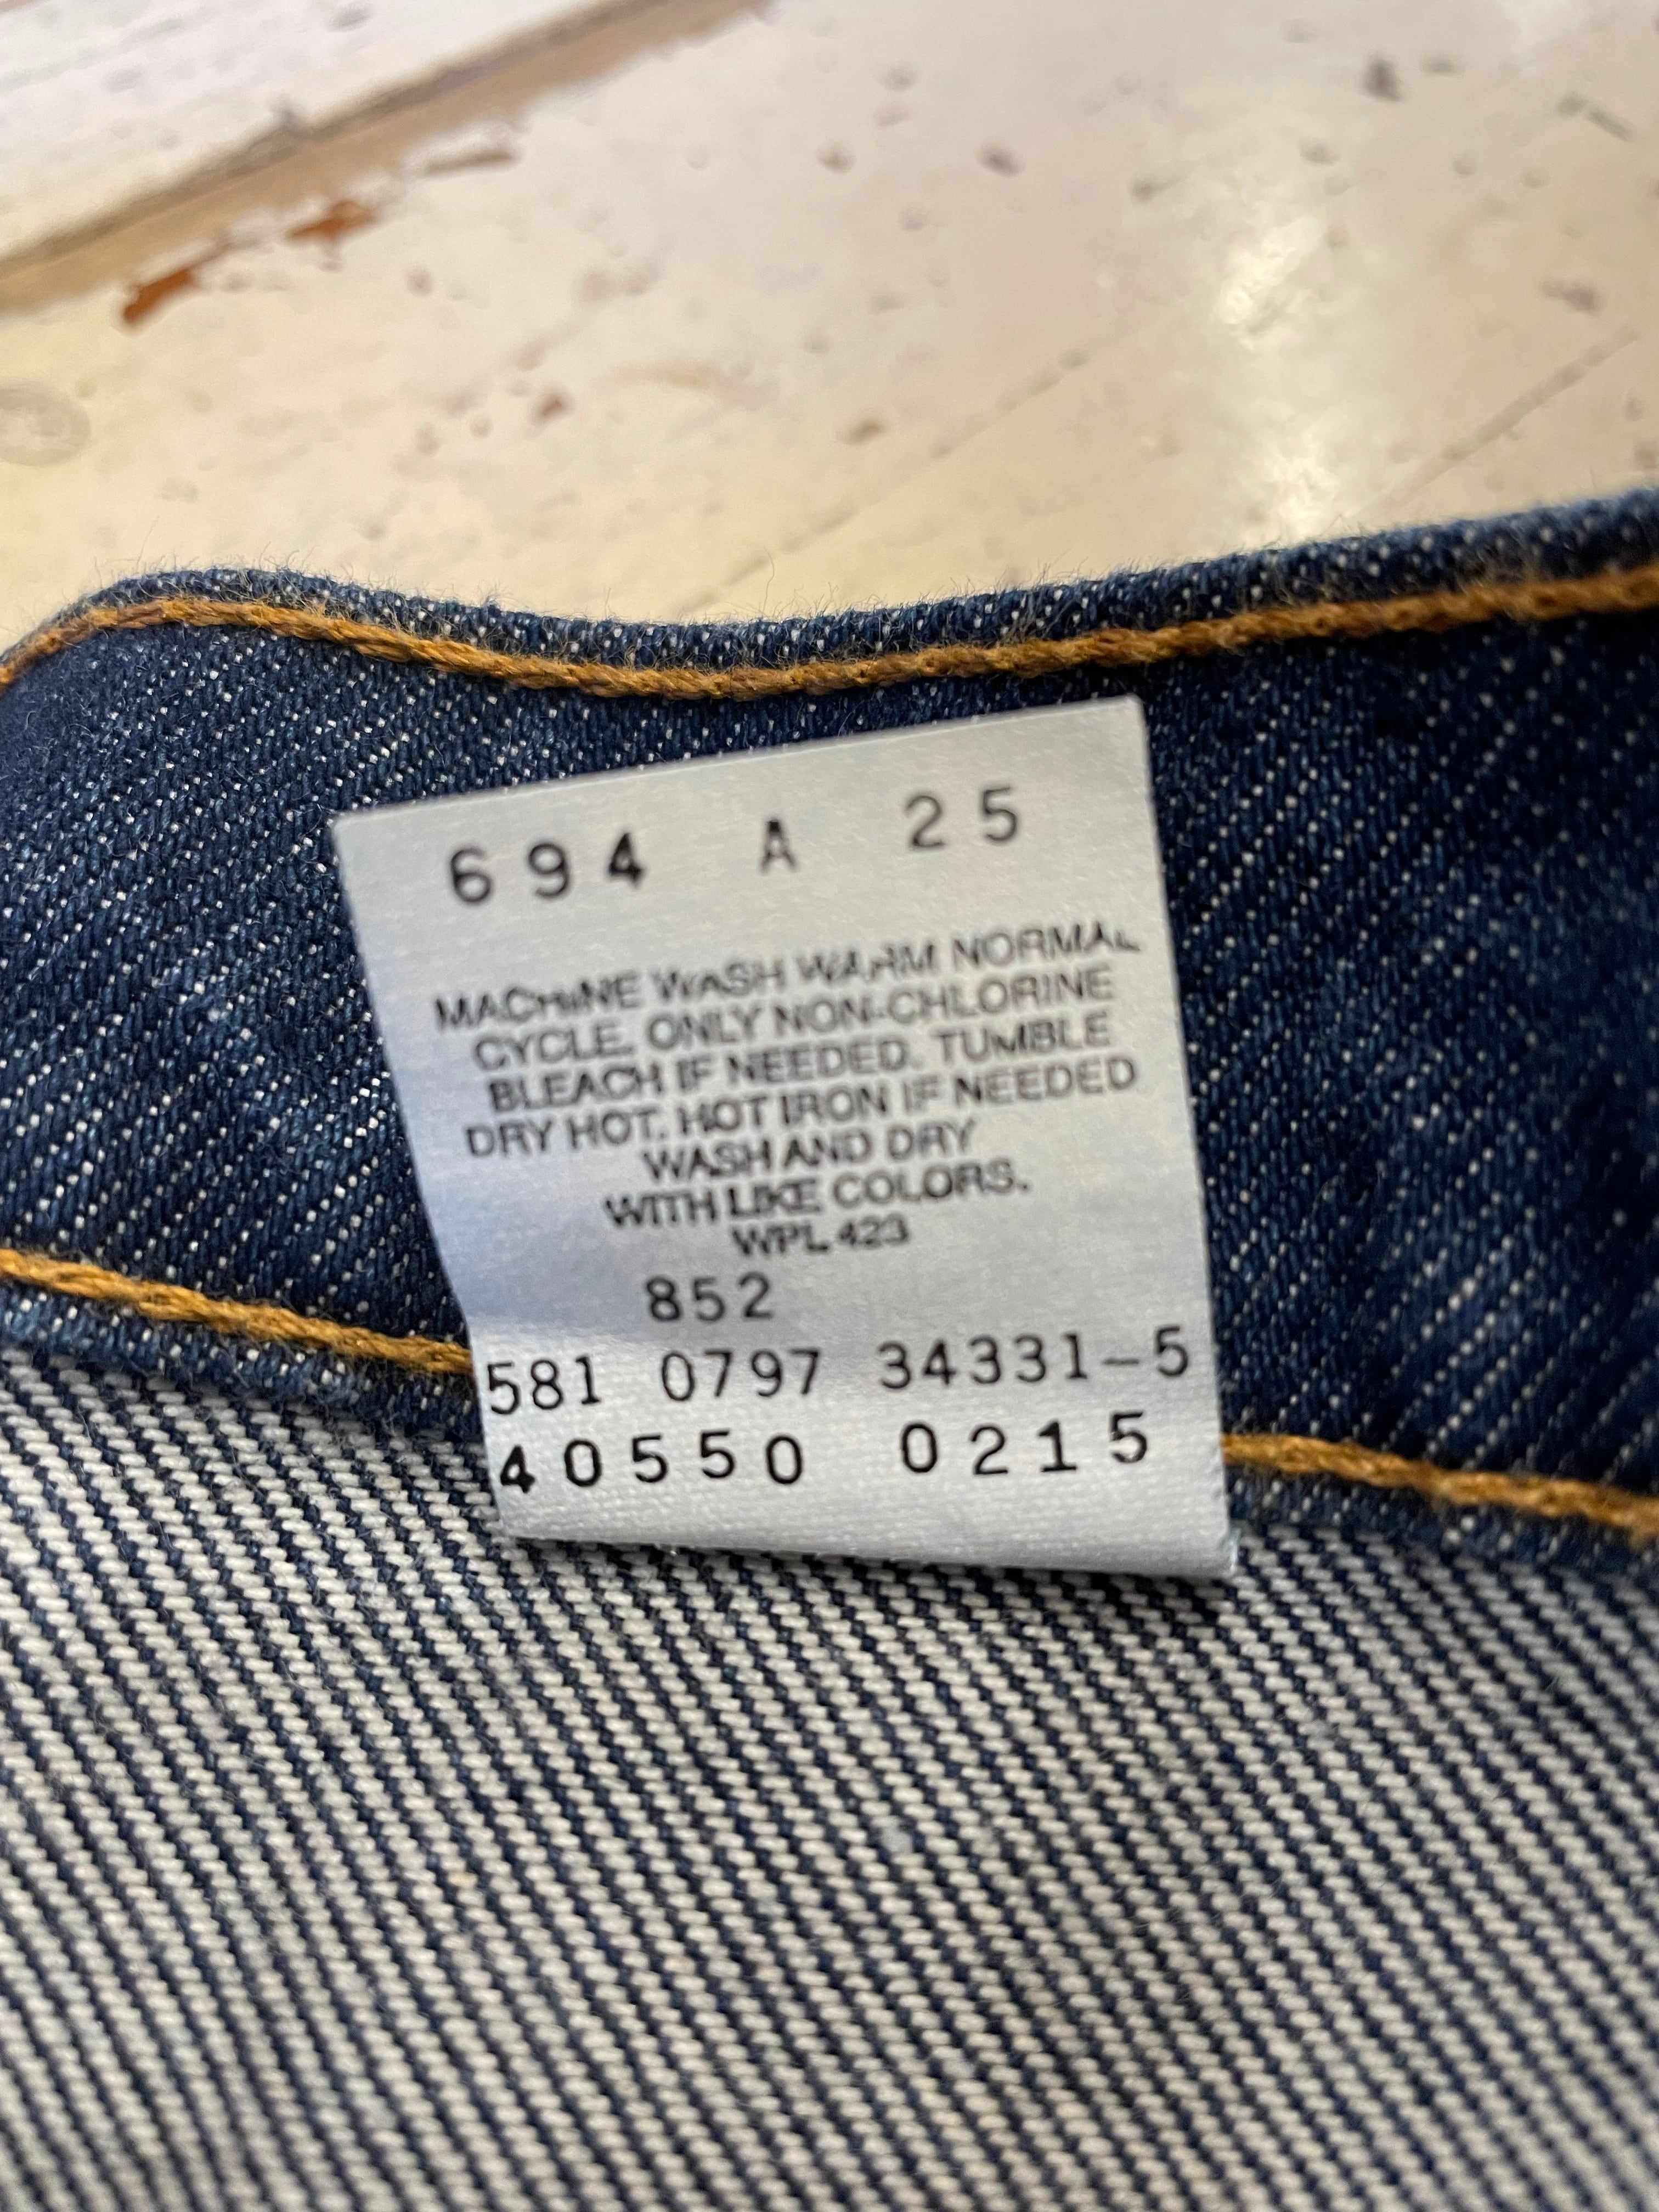 694 A 25
MACHINE WASH WARM NORMAL
CYCLE. ONLY NON-CHLORINE
BLEACH IF NEEDED. TUMBLE
DRY HOT. HOT IRON IF NEEDED
WASH AND DRY
WITH LIKE COLORS.
WPL 423
852
581 0797 34331-5
40550 0215